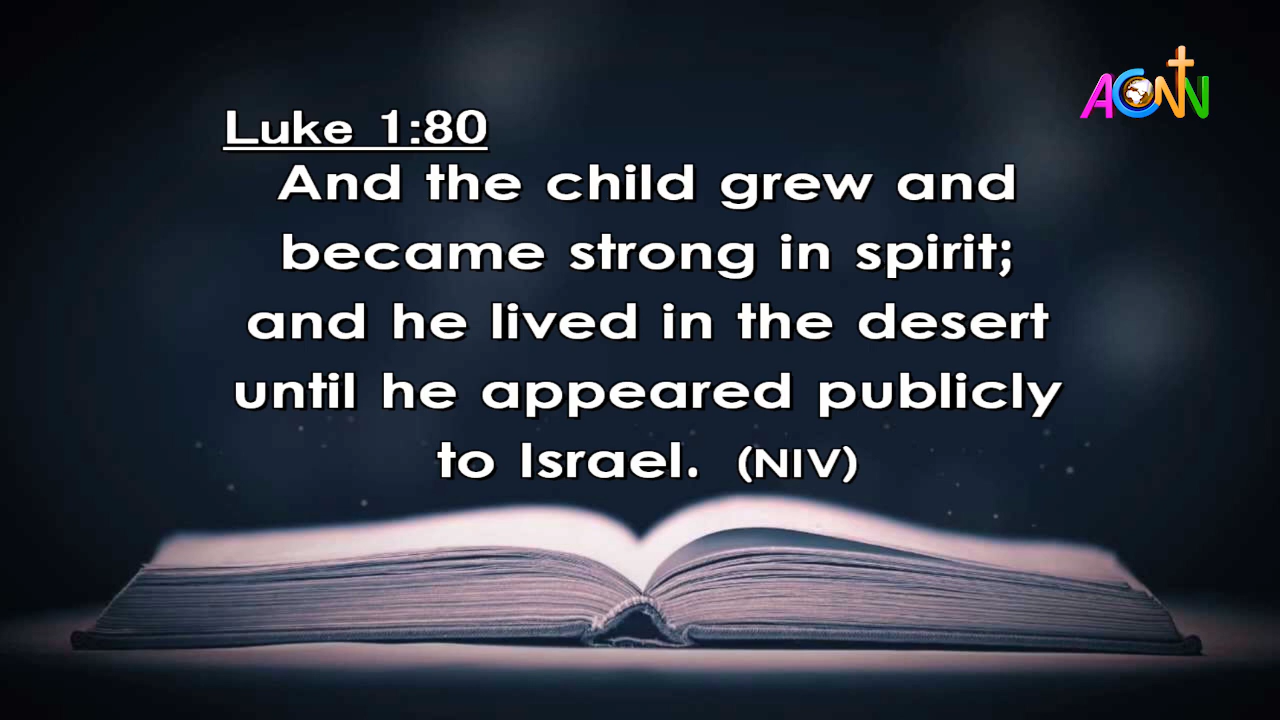 ACNN
Luke 1:80
And the child grew and
became strong in spirit;
and he lived in the desert
until he appeared publicly
to Israel. (NIV)